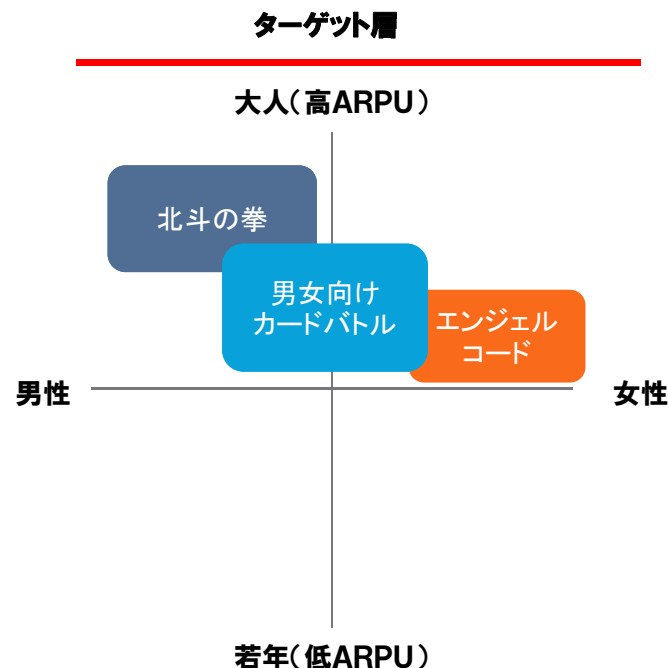 ターゲット層
大人(高ARPU)
北斗の拳
男女向け
カードバトル
エンジェル
コード
男性
女性
若年(低ARPU)